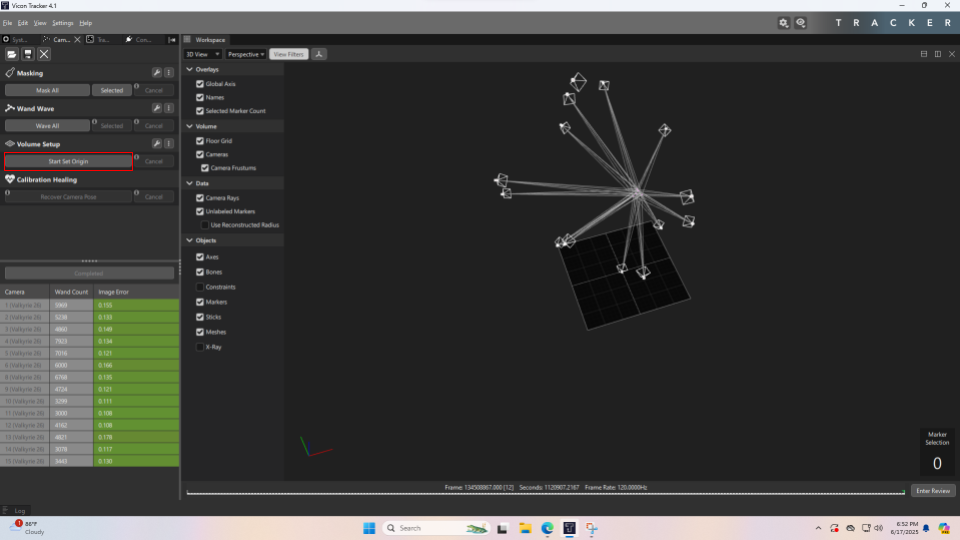 Vicon Tracker 4.1
File Edit View Settings Help
TRACKER
Syst... Cam... Tra... Con...
Workspace
3D View Perspective View Filters
Masking
Mask All Selected Cancel
Wand Wave
Wave All Selected Cancel
Volume Setup
Start Set Origin Cancel
Calibration Healing
Recover Camera Pose Cancel
Overlays
Global Axis
Names
Selected Marker Count
Volume
Floor Grid
Cameras
Camera Frustums
Data
Camera Rays
Unlabeled Markers
Use Reconstructed Radius
Objects
Axes
Bones
Constraints
Markers
Sticks
Meshes
X-Ray
Completed
Camera Wand Count Image Error
1 (Valkyrie 26) 5969 0.155
2 (Valkyrie 26) 5238 0.133
3 (Valkyrie 26) 4860 0.149
4 (Valkyrie 26) 7923 0.134
5 (Valkyrie 26) 7016 0.121
6 (Valkyrie 26) 6000 0.166
8 (Valkyrie 26) 6768 0.135
9 (Valkyrie 26) 4724 0.121
10 (Valkyrie 26) 3299 0.111
11 (Valkyrie 26) 3000 0.108
12 (Valkyrie 26) 4162 0.108
13 (Valkyrie 26) 4821 0.178
14 (Valkyrie 26) 3078 0.117
15 (Valkyrie 26) 3443 0.130
Marker
Selection
0
Frame: 134508867.000 [12] Seconds: 1120907.2167 Frame Rate: 120.0000Hz
Enter Review
Log
1
86°F
Cloudy
Search
6:52 PM
6/17/2025